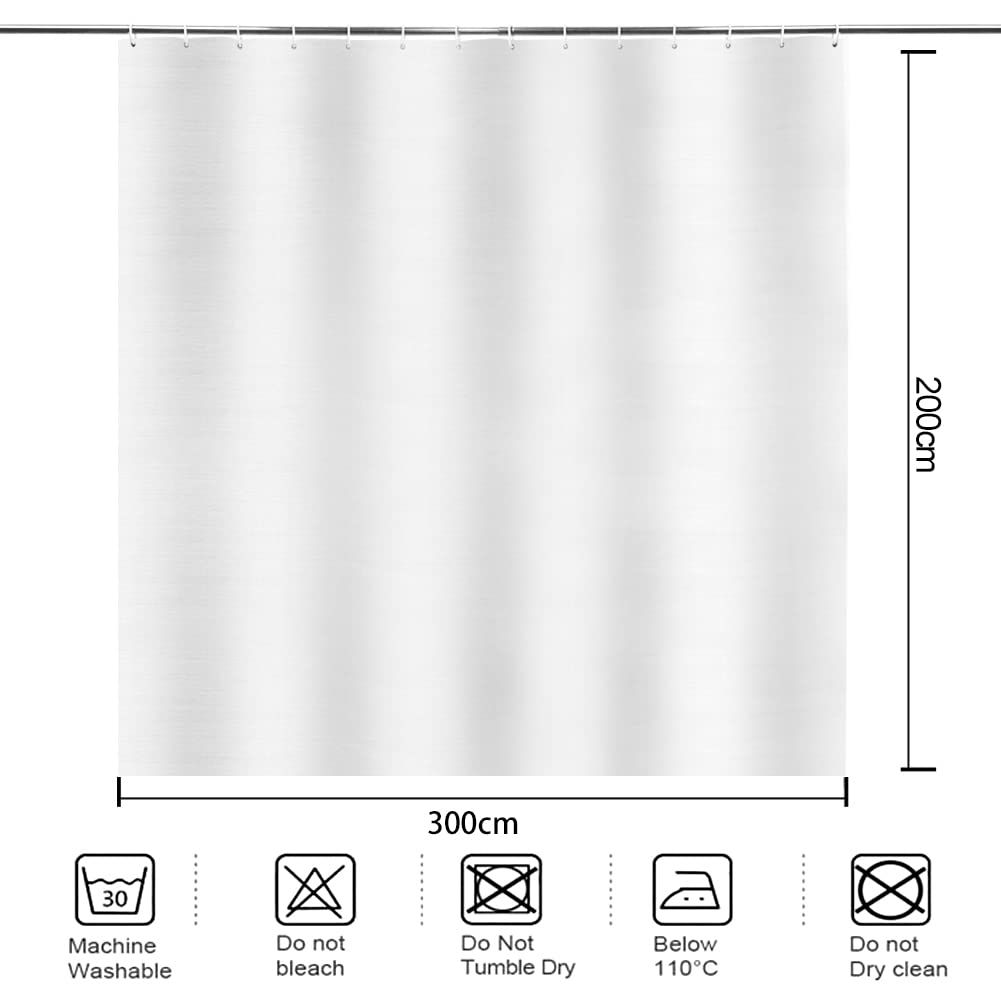 200cm
300cm
30
Machine
Washable
Do not
bleach
Do Not
Tumble Dry
Below
110°C
Do not
Dry clean